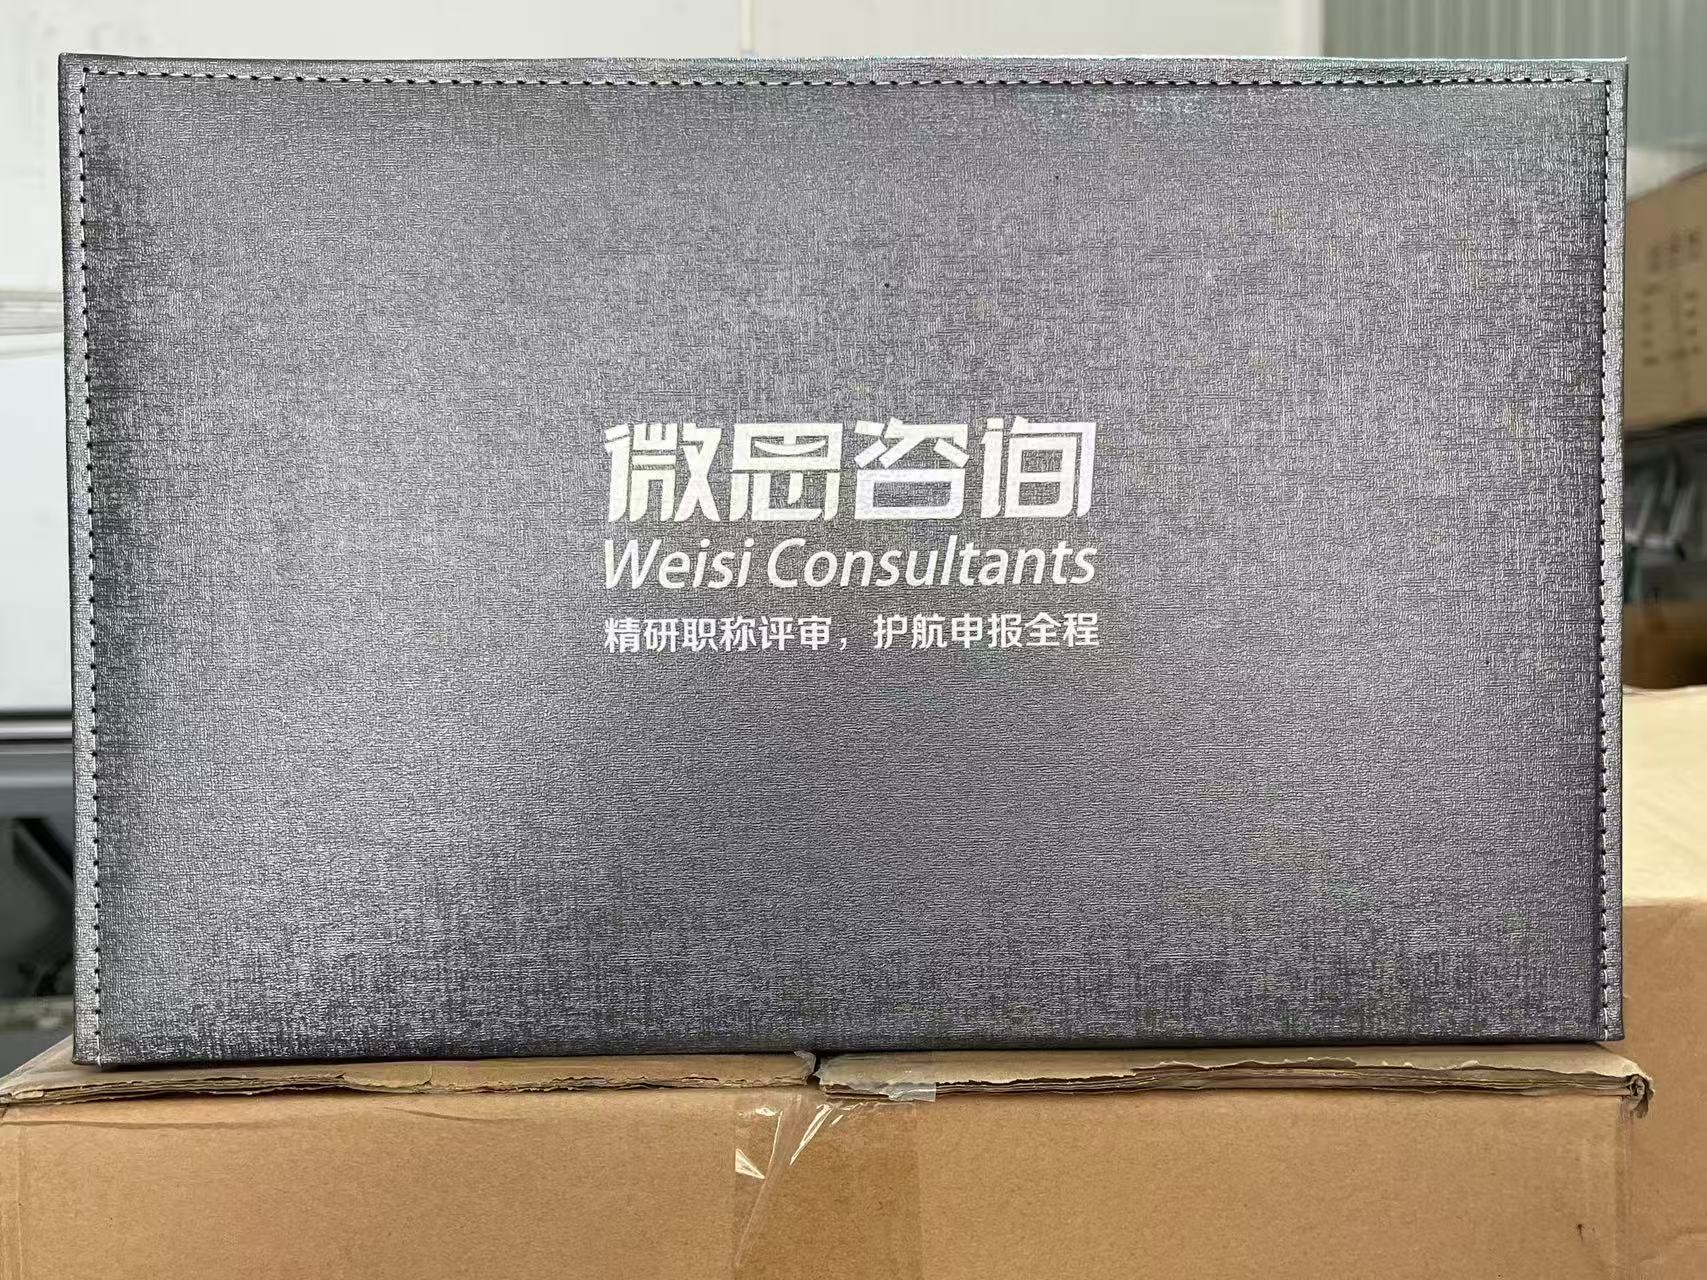 微思咨询
Weisi Consultants
精研职称评审，护航申报全程